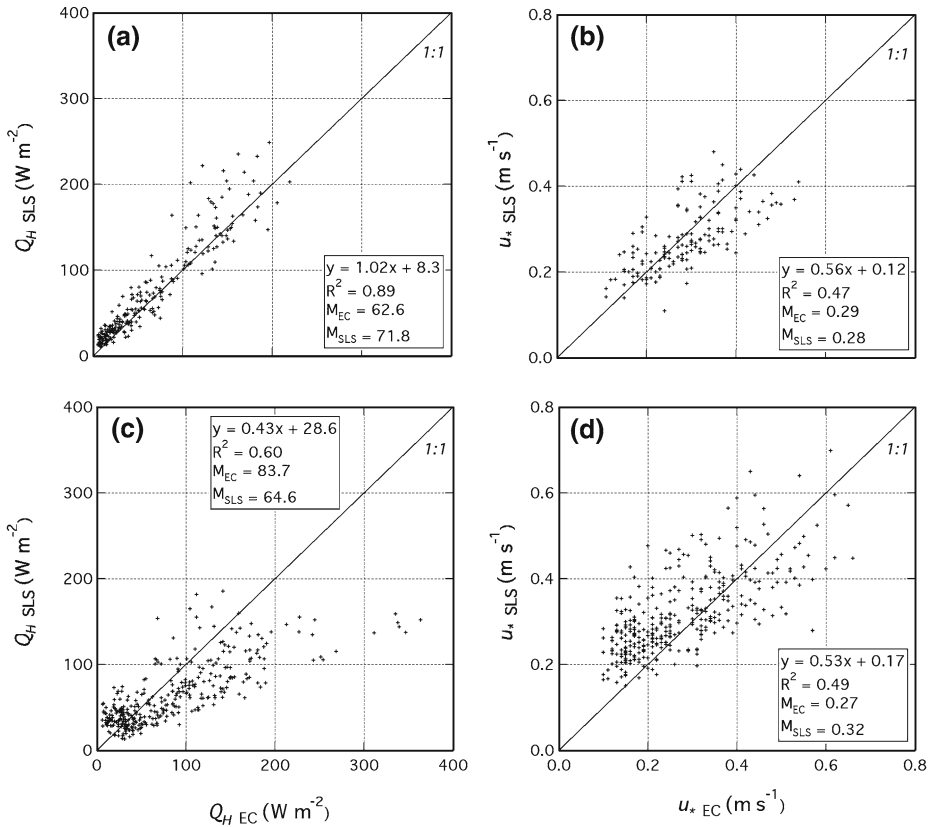 (a)
1:1
400
300
200
100
0
Q_H SLS (W m⁻²)
y = 1.02x + 8.3
R² = 0.89
M_EC = 62.6
M_SLS = 71.8
(b)
1:1
0.8
0.6
0.4
0.2
0.0
u_* SLS (m s⁻¹)
y = 0.56x + 0.12
R² = 0.47
M_EC = 0.29
M_SLS = 0.28
(c)
1:1
400
300
200
100
0
Q_H SLS (W m⁻²)
y = 0.43x + 28.6
R² = 0.60
M_EC = 83.7
M_SLS = 64.6
0 100 200 300 400
Q_H EC (W m⁻²)
(d)
1:1
0.8
0.6
0.4
0.2
0.0
u_* SLS (m s⁻¹)
y = 0.53x + 0.17
R² = 0.49
M_EC = 0.27
M_SLS = 0.32
0.0 0.2 0.4 0.6 0.8
u_* EC (m s⁻¹)